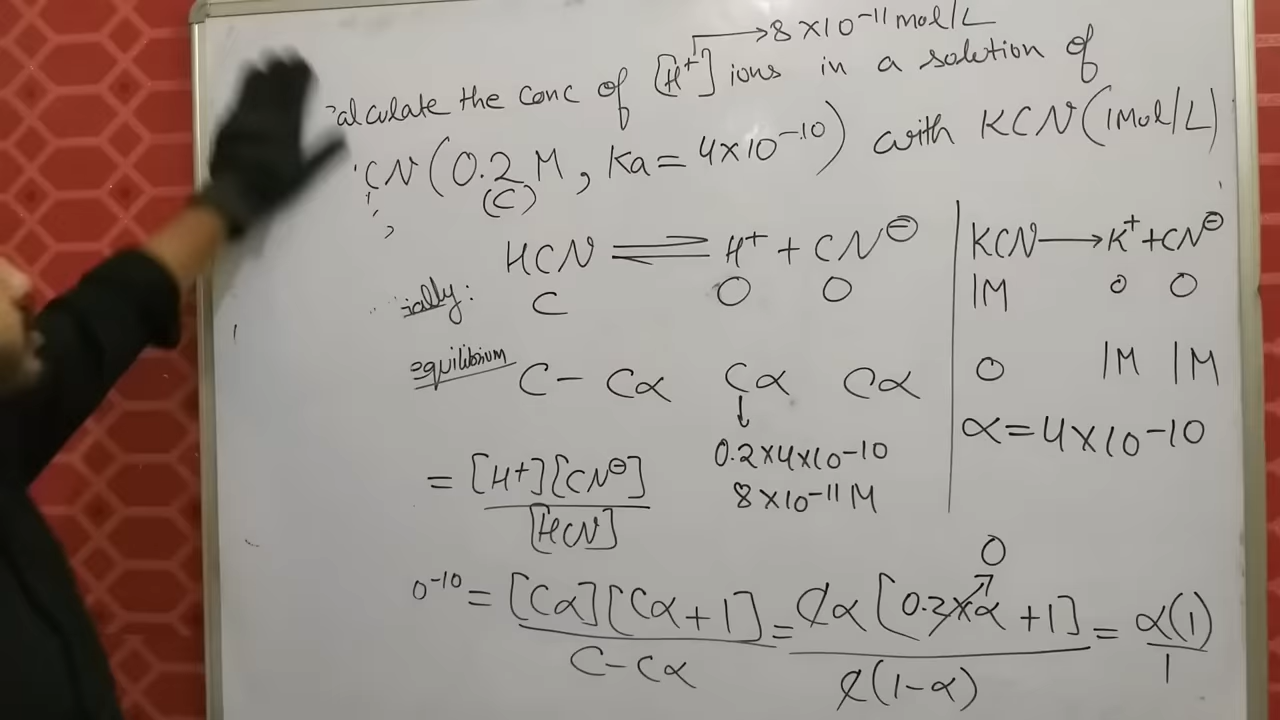 →8×10⁻¹¹ mol/L
alculate the conc of [H⁺] ions in a solution of
CN (0.2 M, Ka = 4×10⁻¹⁰) with KCN (1Mol/L)
(C)
HCN ⇌ H⁺ + CN⊖
ially: C O O
equilibrium C - Cα Cα Cα
↓
0.2×4×10-10
8×10-11 M
KCN → K⁺ + CN⊖
1M 0 0
0 1M 1M
α = 4×10-10
= [H+][CN⊖] / [HCN]
0
0⁻¹⁰ = [Cα][Cα+1] / C-Cα = Cα [0.2×α + 1] / C(1-α) = α(1) / 1